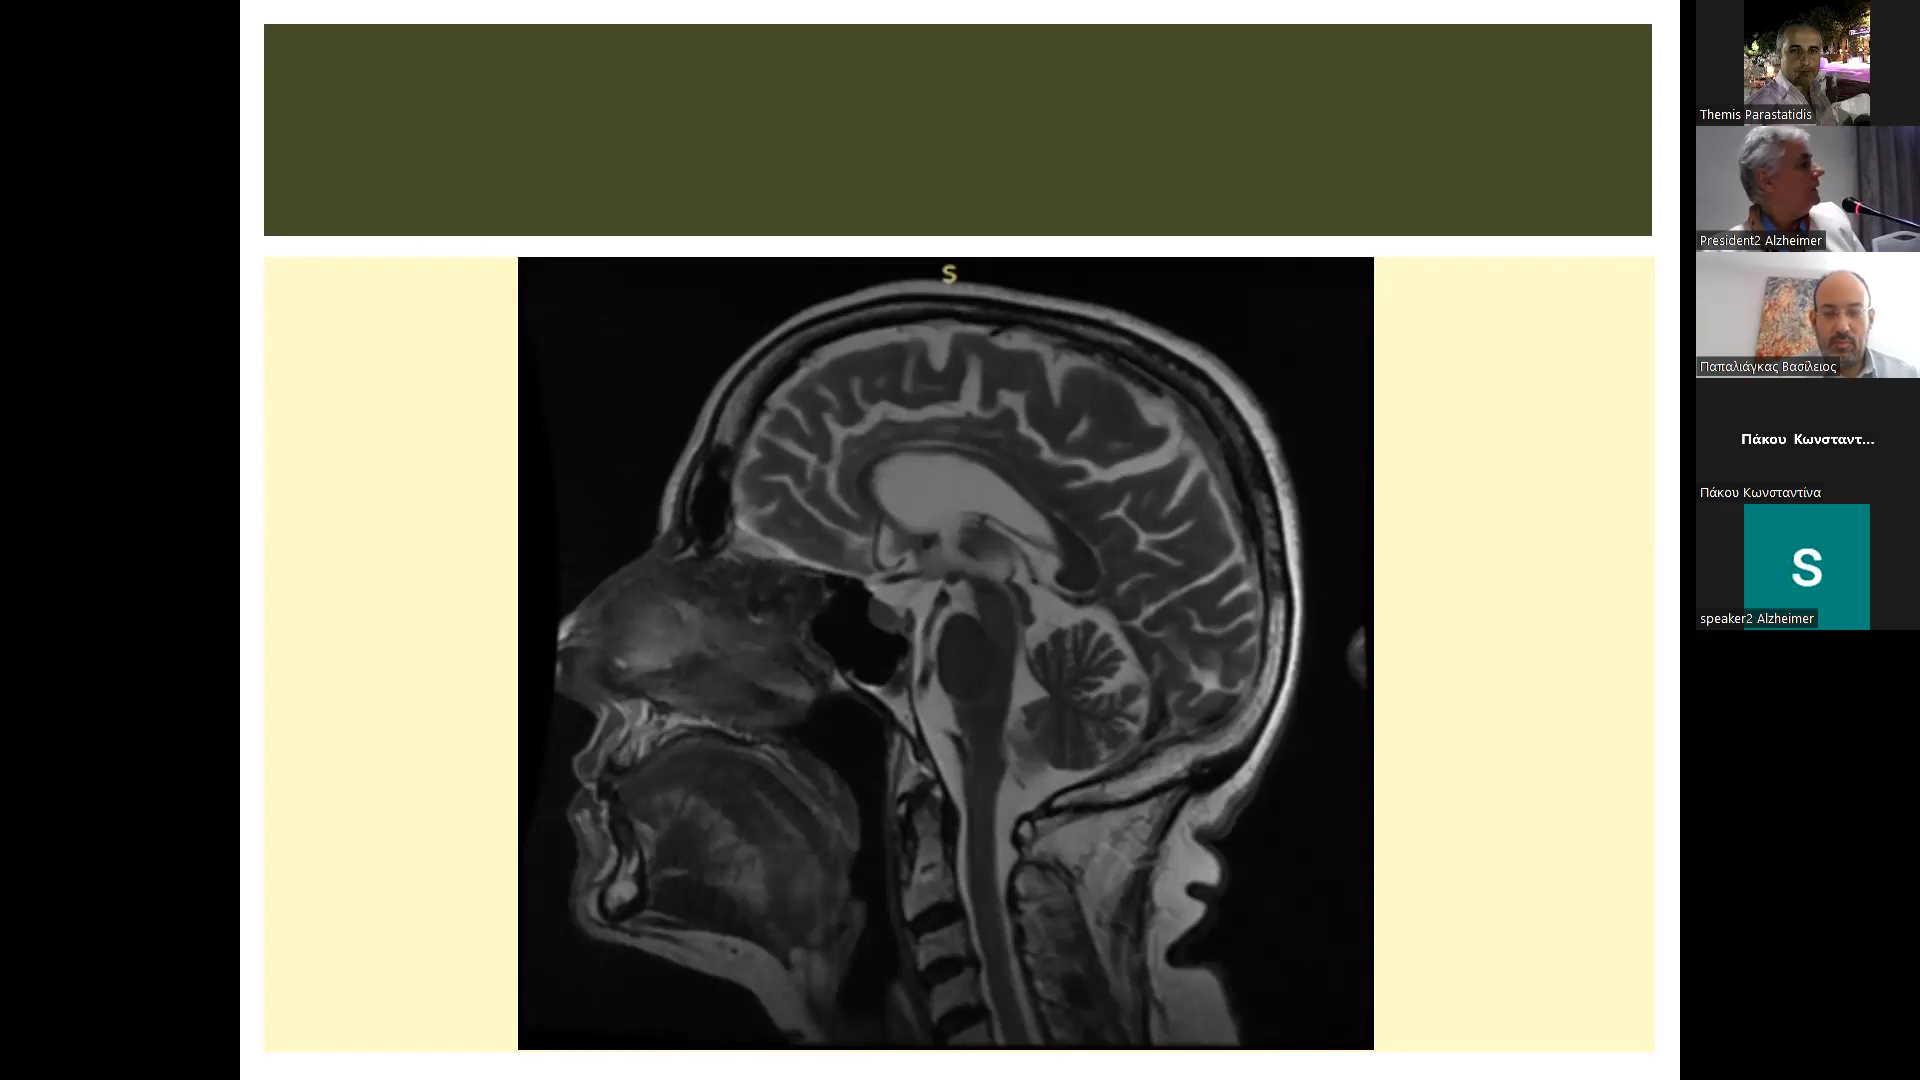 S
Themis Parastatidis
President2 Alzheimer
Παπαλιάγκας Βασίλειος
Πάκου Κωνσταντ...
Πάκου Κωνσταντίνα
S
speaker2 Alzheimer